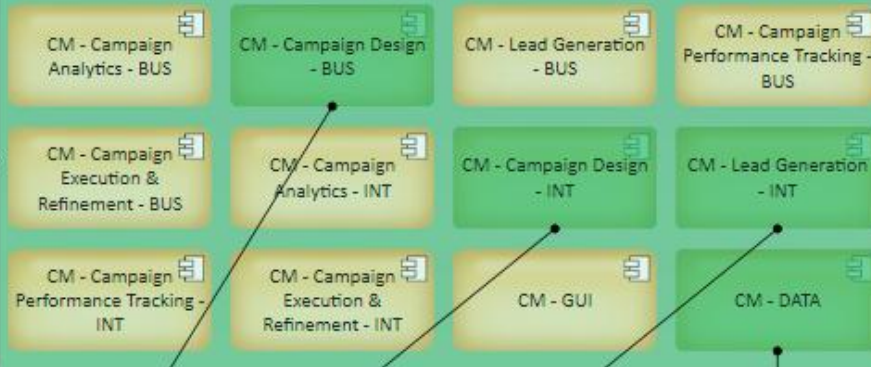 CM - Campaign
Analytics - BUS
CM - Campaign Design
- BUS
CM - Lead Generation
- BUS
CM - Campaign
Performance Tracking -
BUS
CM - Campaign
Execution &
Refinement - BUS
CM - Campaign
Analytics - INT
CM - Campaign Design
- INT
CM - Lead Generation
- INT
CM - Campaign
Performance Tracking -
INT
CM - Campaign
Execution &
Refinement - INT
CM - GUI
CM - DATA